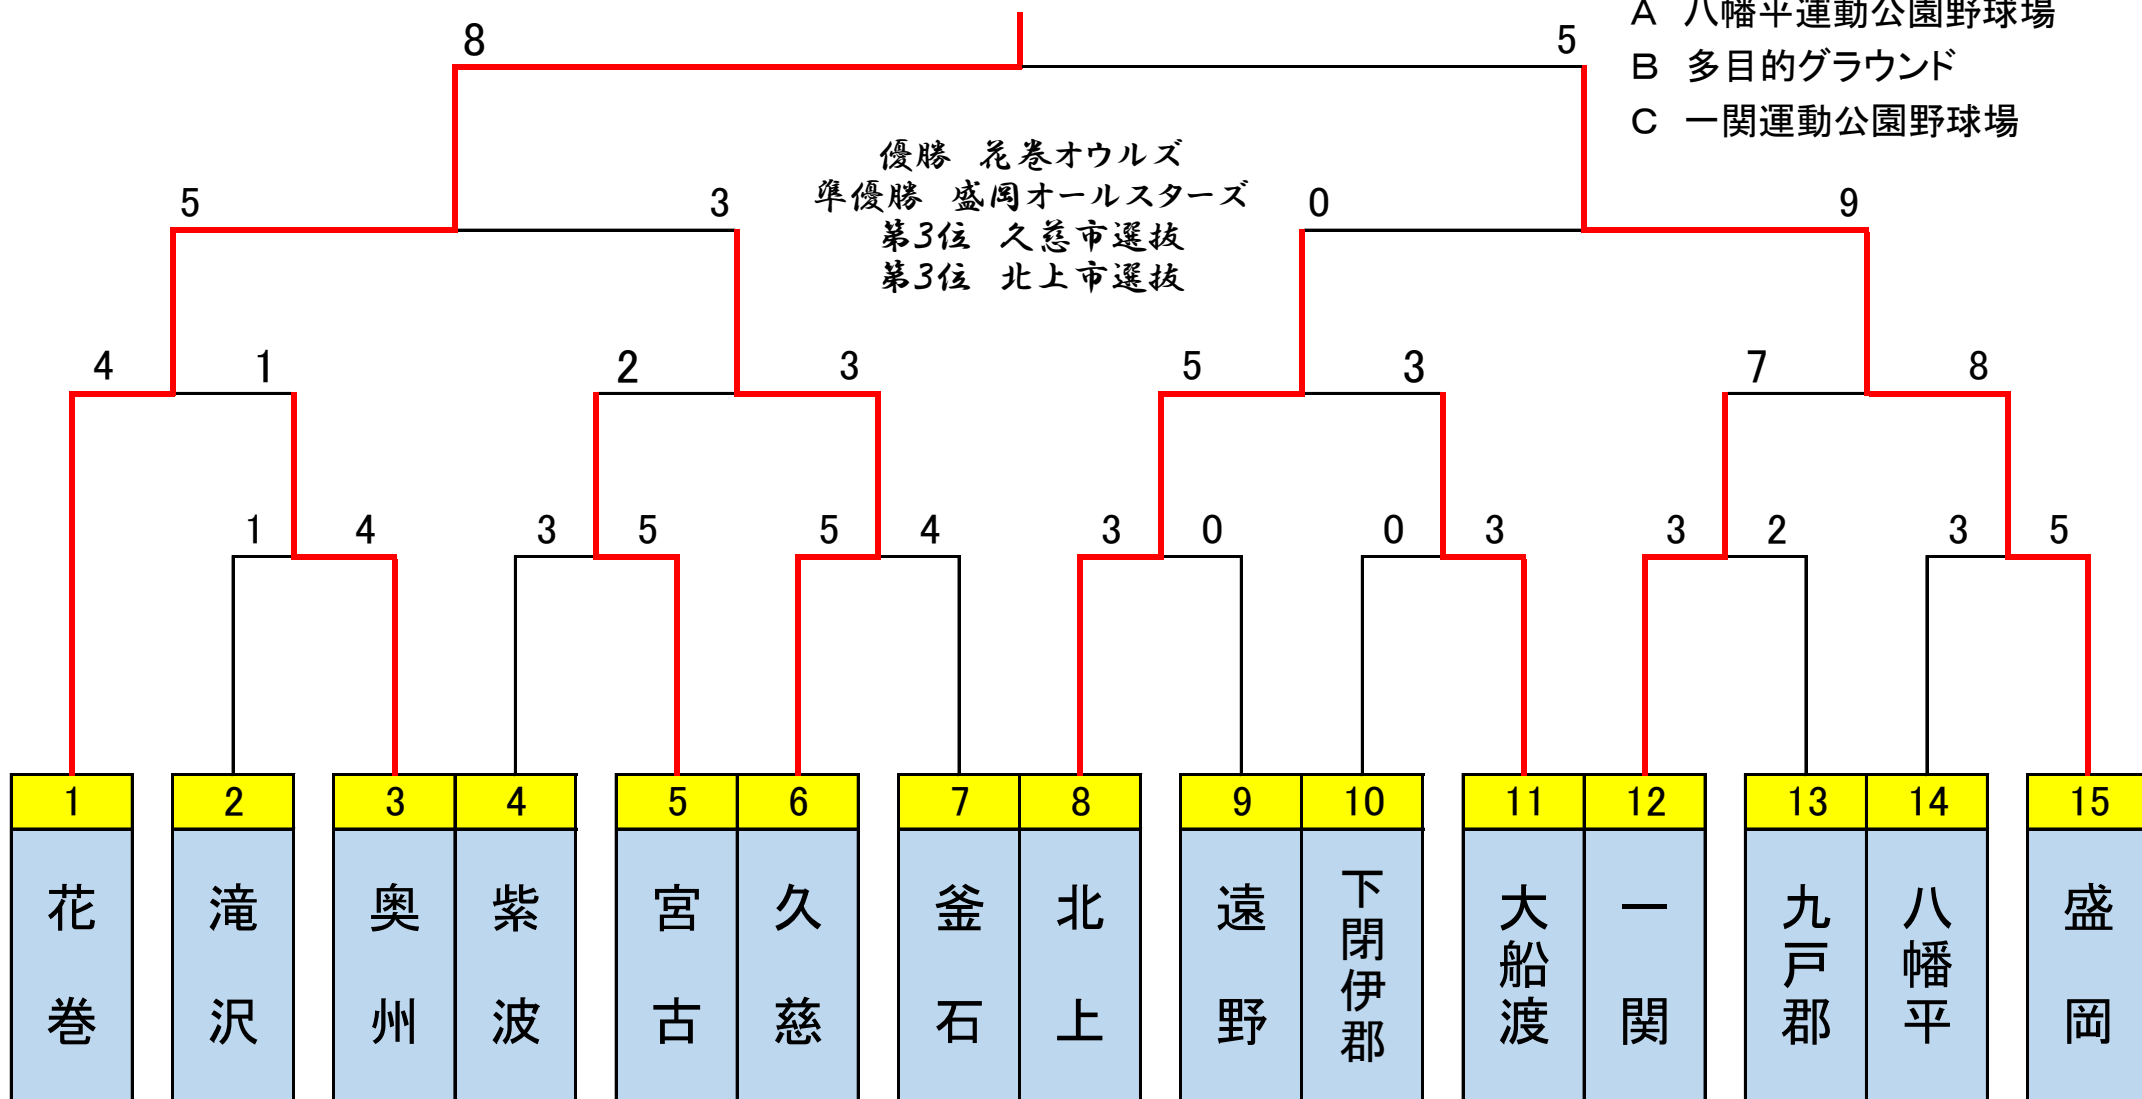 A 八幡平運動公園野球場
8 5
B 多目的グラウンド
C 一関運動公園野球場
優勝 花巻オウルズ
準優勝 盛岡オールスターズ
第3位 久慈市選抜
第3位 北上市選抜
5 3 0 9
4 1 2 3 5 3 7 8
1 4 3 5 5 4 3 0 0 3 3 2 3 5
1 2 3 4 5 6 7 8 9 10 11 12 13 14 15
花巻
滝沢
奥州
紫波
宮古
久慈
釜石
北上
遠野
下閉伊郡
大船渡
一関
九戸郡
八幡平
盛岡